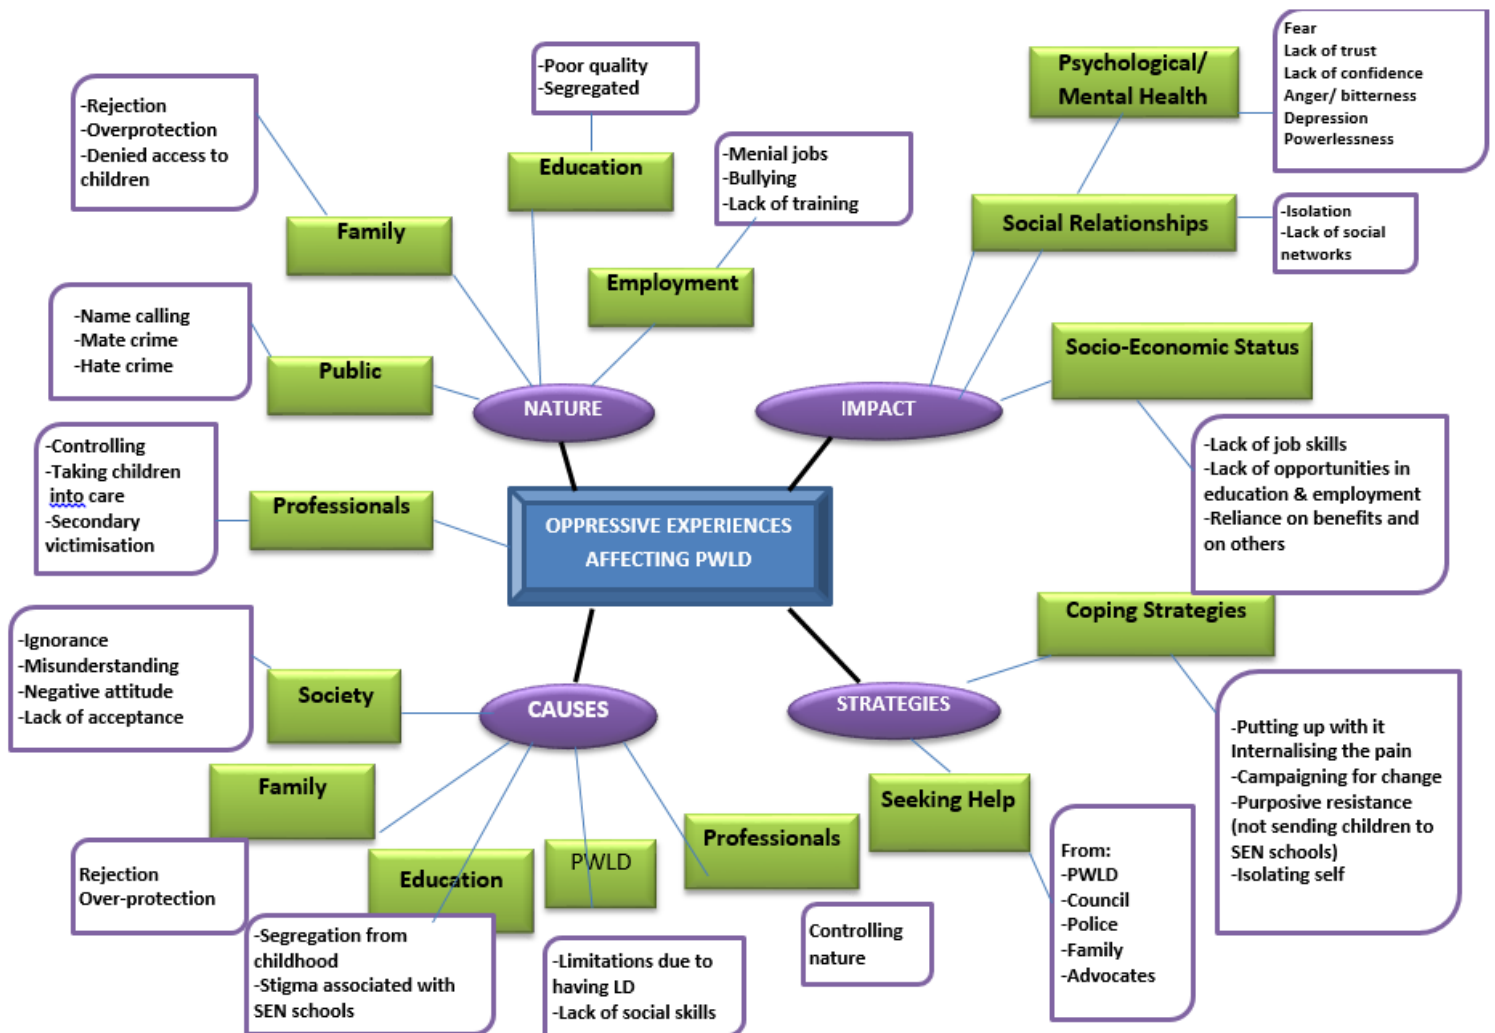 -Rejection
-Overprotection
-Denied access to
children
Family
-Poor quality
-Segregated
Education
-Menial jobs
-Bullying
-Lack of training
Employment
-Name calling
-Mate crime
-Hate crime
Public
NATURE
-Controlling
-Taking children
into care
-Secondary
victimisation
Professionals
Psychological/
Mental Health
Fear
Lack of trust
Lack of confidence
Anger/ bitterness
Depression
Powerlessness
Social Relationships
-Isolation
-Lack of social
networks
Socio-Economic Status
IMPACT
-Lack of job skills
-Lack of opportunities in
education & employment
-Reliance on benefits and
on others
OPPRESSIVE EXPERIENCES
AFFECTING PWLD
-Ignorance
-Misunderstanding
-Negative attitude
-Lack of acceptance
Society
CAUSES
Family
Rejection
Over-protection
Education
-Segregation from
childhood
-Stigma associated with
SEN schools
PWLD
-Limitations due to
having LD
-Lack of social skills
Professionals
Controlling
nature
STRATEGIES
Coping Strategies
-Putting up with it
Internalising the pain
-Campaigning for change
-Purposive resistance
(not sending children to
SEN schools)
-Isolating self
Seeking Help
From:
-PWLD
-Council
-Police
-Family
-Advocates